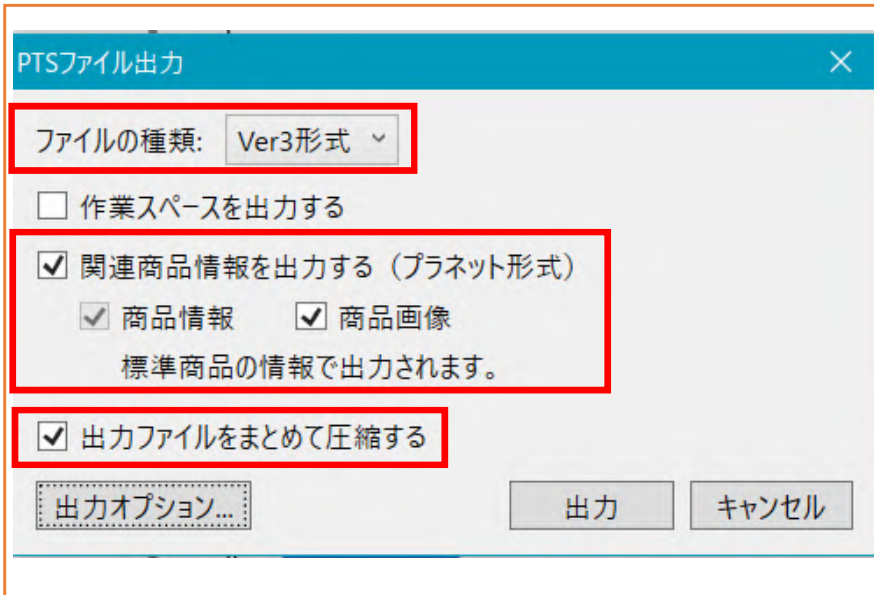 PTSファイル出力
ファイルの種類: Ver3形式
作業スペースを出力する
関連商品情報を出力する（プラネット形式）
商品情報 商品画像
標準商品の情報で出力されます。
出力ファイルをまとめて圧縮する
出力オプション... 出力 キャンセル